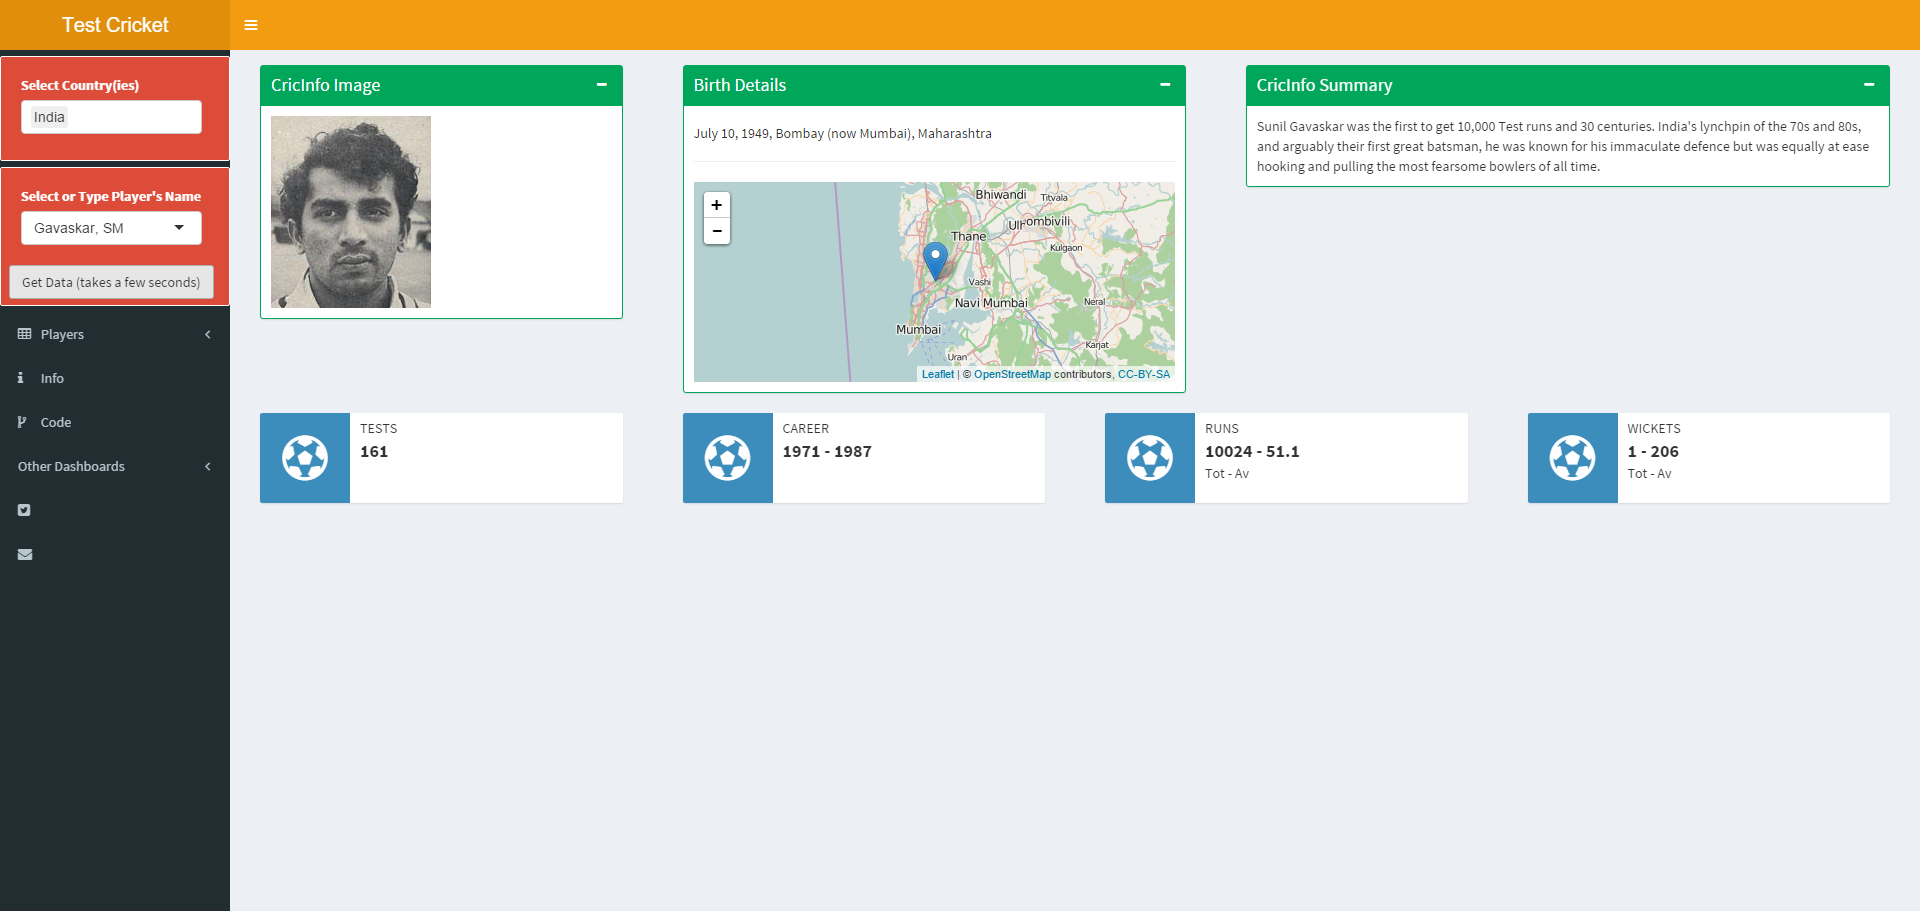 Test Cricket
Select Country(ies)
India
Select or Type Player's Name
Gavaskar, SM
Get Data (takes a few seconds)
Players
Info
Code
Other Dashboards
CricInfo Image
Birth Details
July 10, 1949, Bombay (now Mumbai), Maharashtra
+
−
Bhiwandi
Titvala
Ull
ombivili
Thane
Kulgaon
Vashi
Navi Mumbai
Neral
Mumbai
Karjat
Uran
Leaflet | © OpenStreetMap contributors, CC-BY-SA
CricInfo Summary
Sunil Gavaskar was the first to get 10,000 Test runs and 30 centuries. India's lynchpin of the 70s and 80s,
and arguably their first great batsman, he was known for his immaculate defence but was equally at ease
hooking and pulling the most fearsome bowlers of all time.
TESTS
161
CAREER
1971 - 1987
RUNS
10024 - 51.1
Tot - Av
WICKETS
1 - 206
Tot - Av